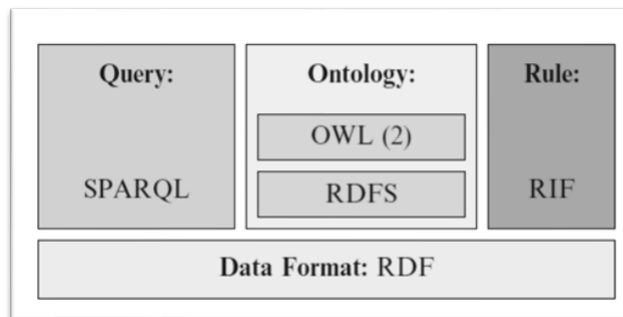 Query:
SPARQL
Ontology:
OWL (2)
RDFS
Rule:
RIF
Data Format: RDF